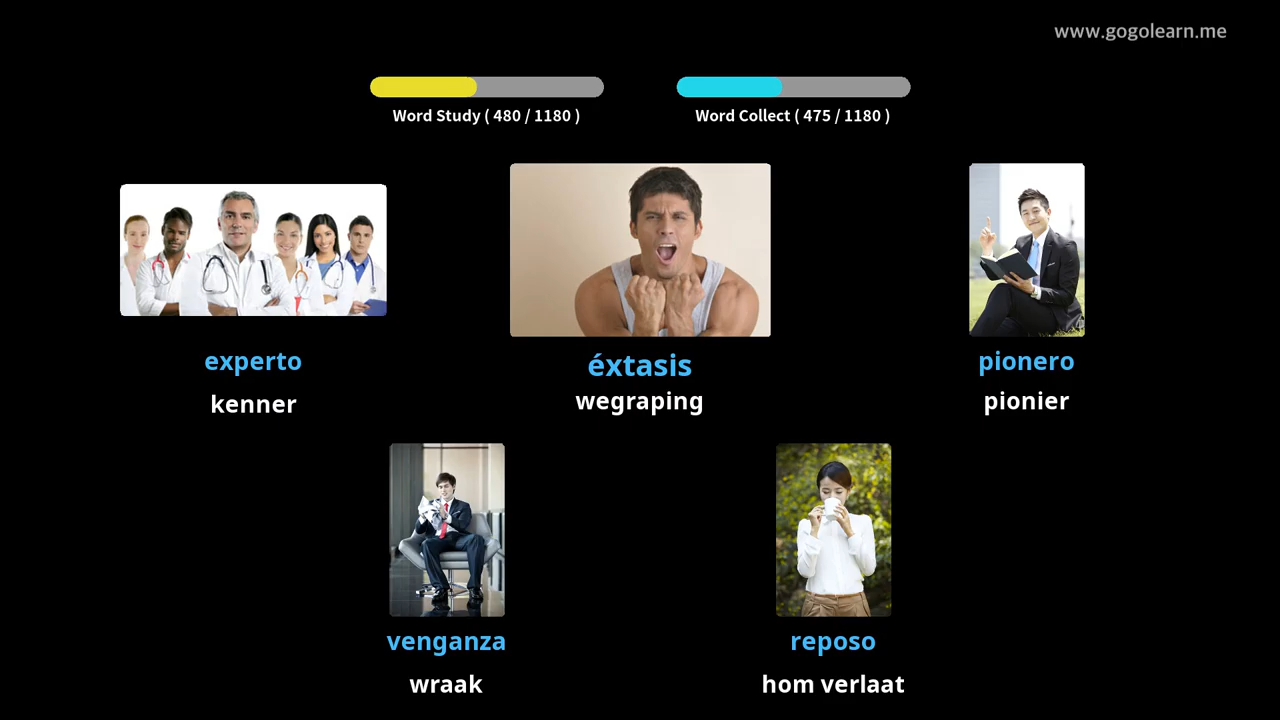 www.gogolearn.me
Word Study ( 480 / 1180 )
Word Collect ( 475 / 1180 )
experto
kenner
éxtasis
wegraping
pionero
pionier
venganza
wraak
reposo
hom verlaat